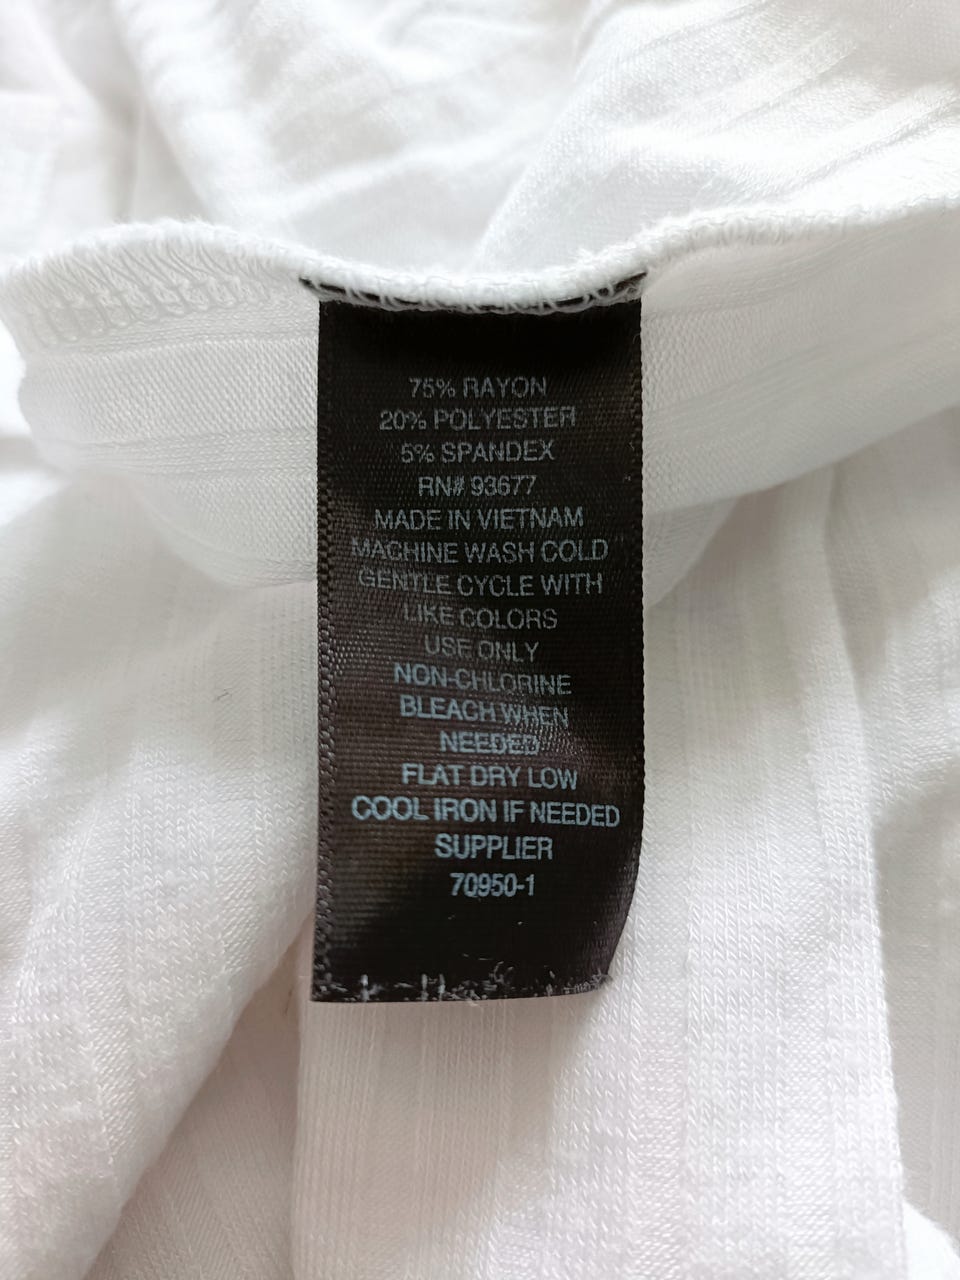 75% RAYON
20% POLYESTER
5% SPANDEX
RN# 93677
MADE IN VIETNAM
MACHINE WASH COLD
GENTLE CYCLE WITH
LIKE COLORS
USE ONLY
NON-CHLORINE
BLEACH WHEN
NEEDED
FLAT DRY LOW
COOL IRON IF NEEDED
SUPPLIER
70950-1